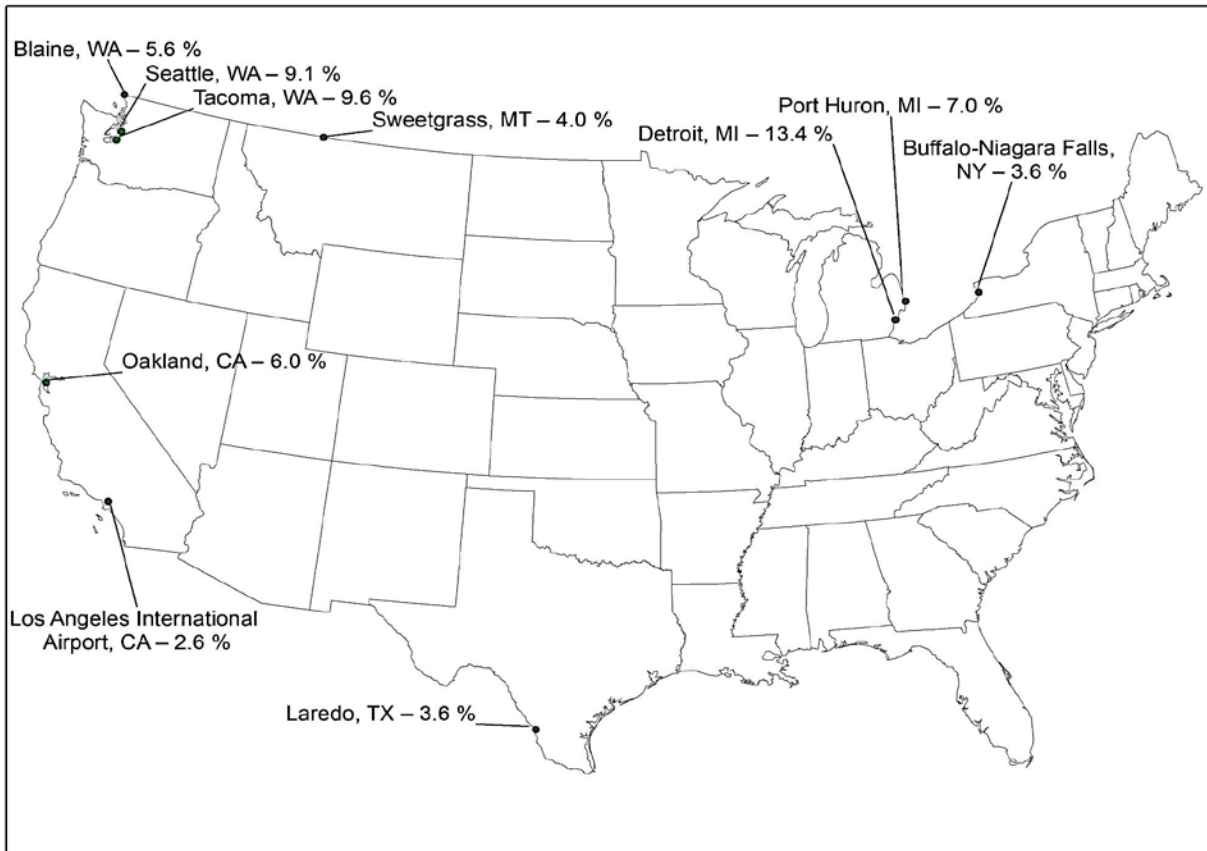 Blaine, WA – 5.6 %
Seattle, WA – 9.1 %
Tacoma, WA – 9.6 %
Sweetgrass, MT – 4.0 %
Port Huron, MI – 7.0 %
Detroit, MI – 13.4 %
Buffalo-Niagara Falls,
NY – 3.6 %
Oakland, CA – 6.0 %
Los Angeles International
Airport, CA – 2.6 %
Laredo, TX – 3.6 %